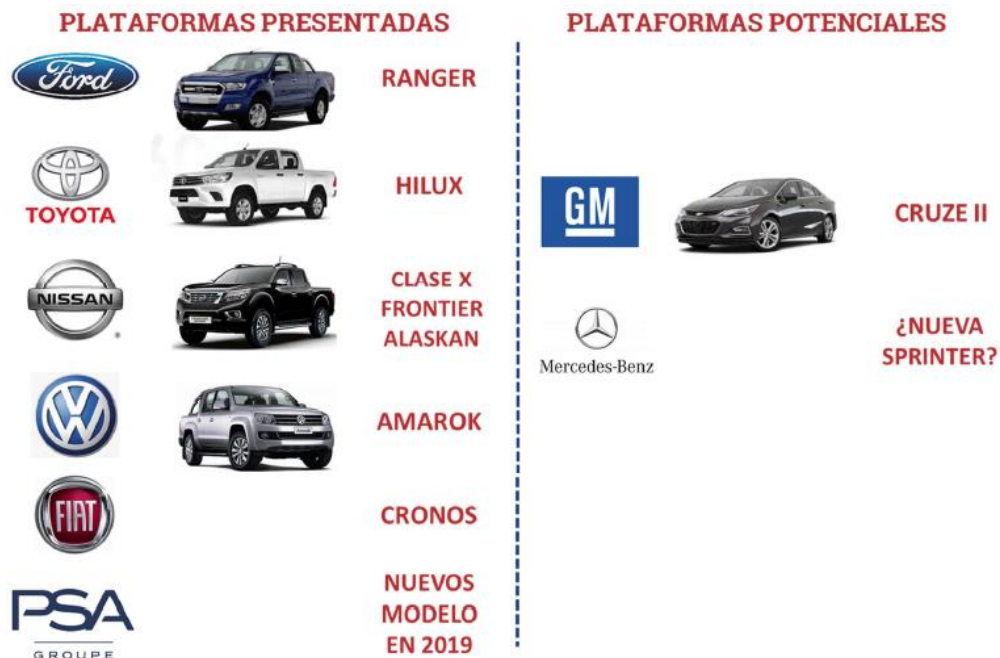 PLATAFORMAS PRESENTADAS
Ford
RANGER
TOYOTA
HILUX
NISSAN
CLASE X
FRONTIER
ALASKAN
VW
AMAROK
FIAT
CRONOS
PSA
GROUPE
NUEVOS
MODELO
EN 2019
PLATAFORMAS POTENCIALES
GM
CRUZE II
Mercedes-Benz
¿NUEVA
SPRINTER?